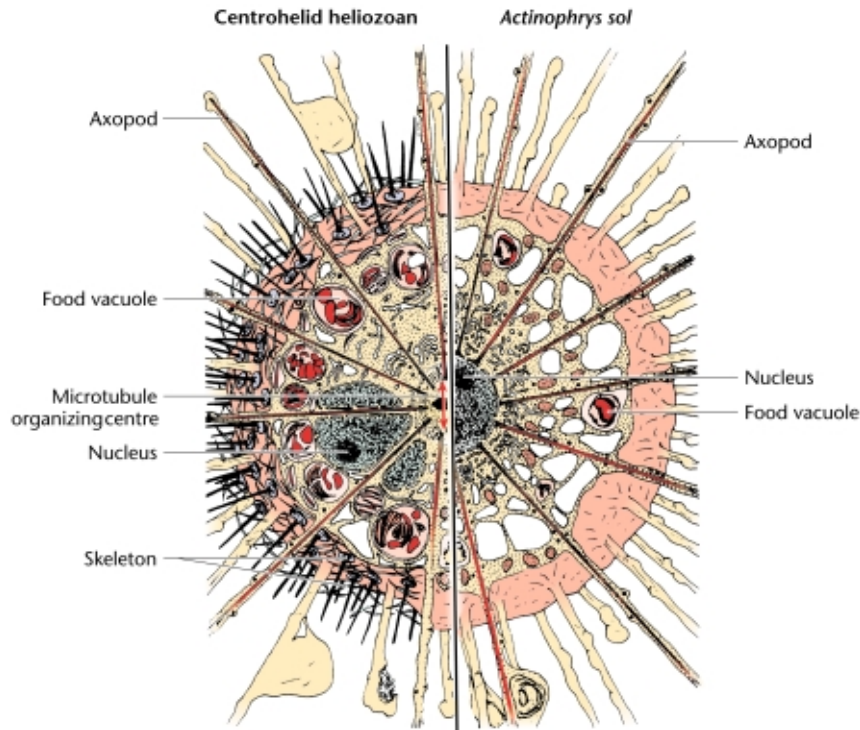 Centrohelid heliozoan
Actinophrys sol
Axopod
Axopod
Food vacuole
Microtubule
organizingcentre
Nucleus
Nucleus
Food vacuole
Skeleton